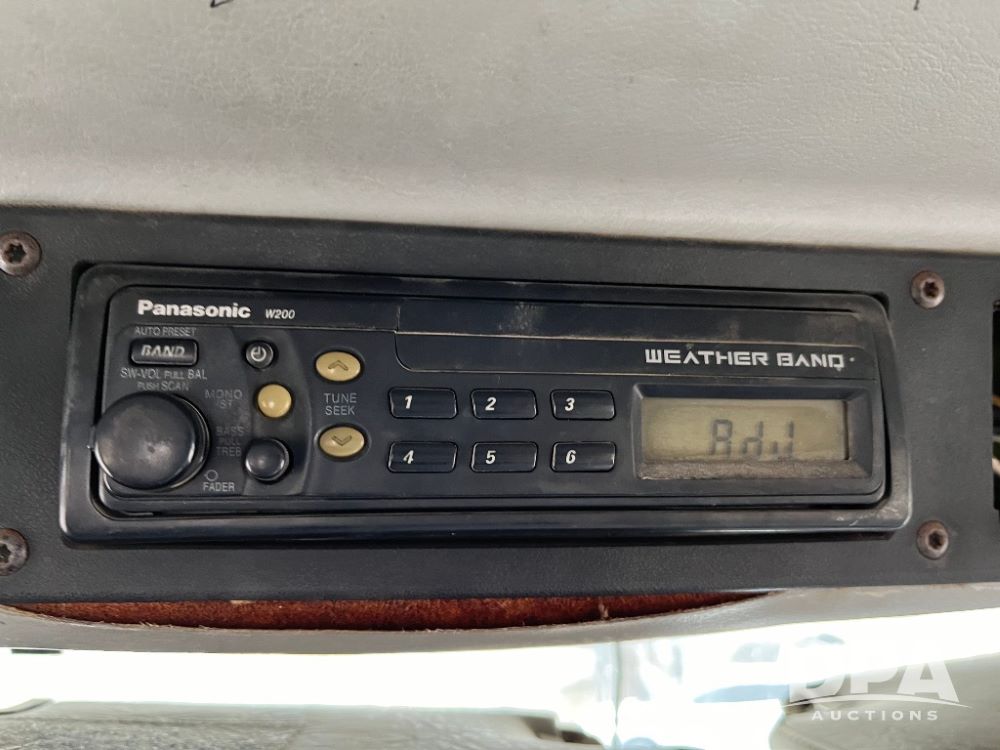 Panasonic W200
AUTO PRESET
BAND
SW-VOL PULL BAL
PUSH SCAN
MONO
/ST
BASS
PULL
TREB
FADER
TUNE
SEEK
1 2 3
4 5 6
WEATHER BAND
Adj
DPA
AUCTIONS